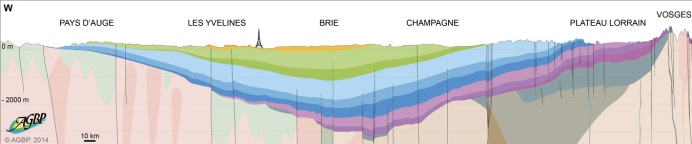 W
PAYS D'AUGE LES YVELINES BRIE CHAMPAGNE PLATEAU LORRAIN VOSGES
0 m
- 2000 m
AGBP
© AGBP, 2014
10 km